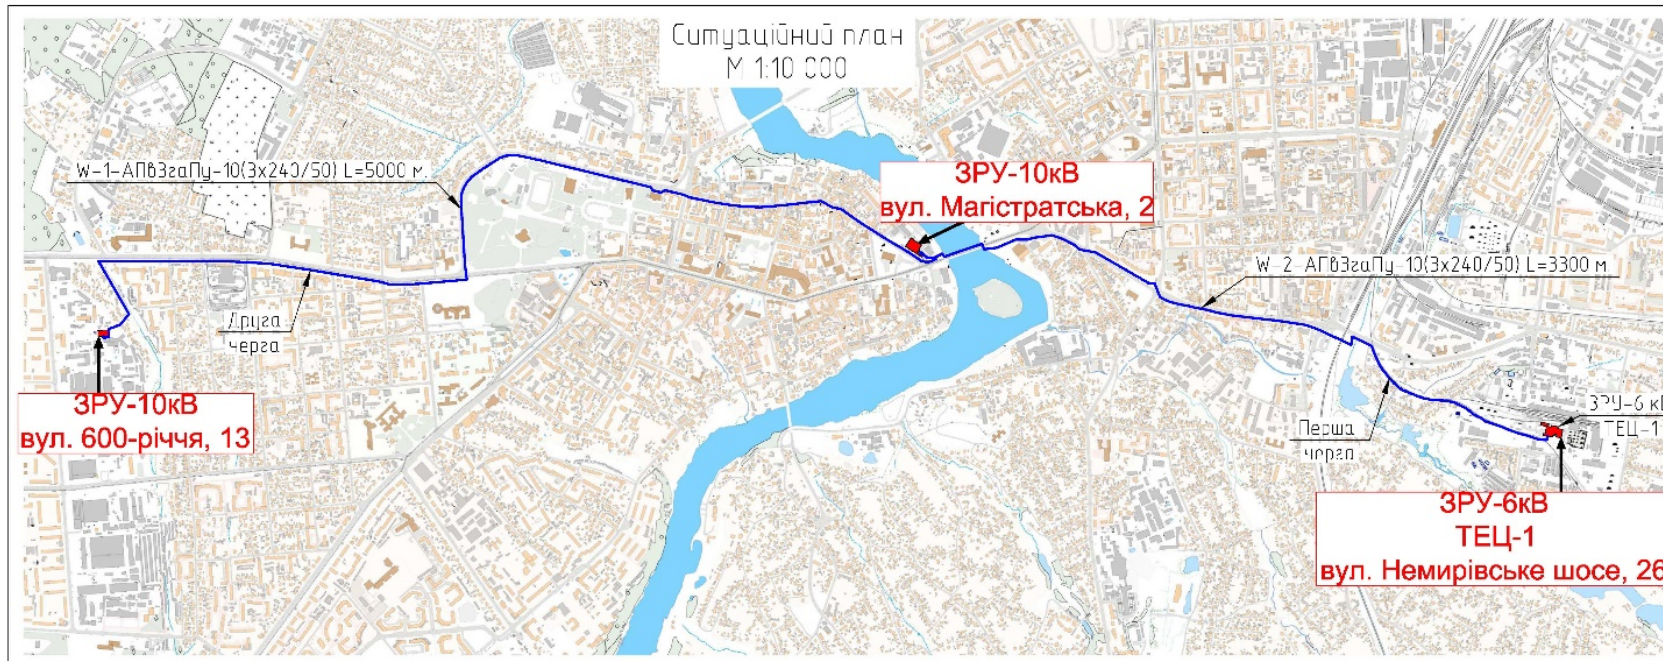 Ситуаційний план
М 1:10 000
W-1-АПвЗгаПу-10(3х240/50) L=5000 м.
ЗРУ-10кВ
вул. Магістратська, 2
W-2-АПвЗгаПу-10(3х240/50) L=3300 м
Друга
черга
ЗРУ-10кВ
вул. 600-річчя, 13
Перша
черга
ЗРУ-6 кВ
ТЕЦ-1
ЗРУ-6кВ
ТЕЦ-1
вул. Немирівське шосе, 26